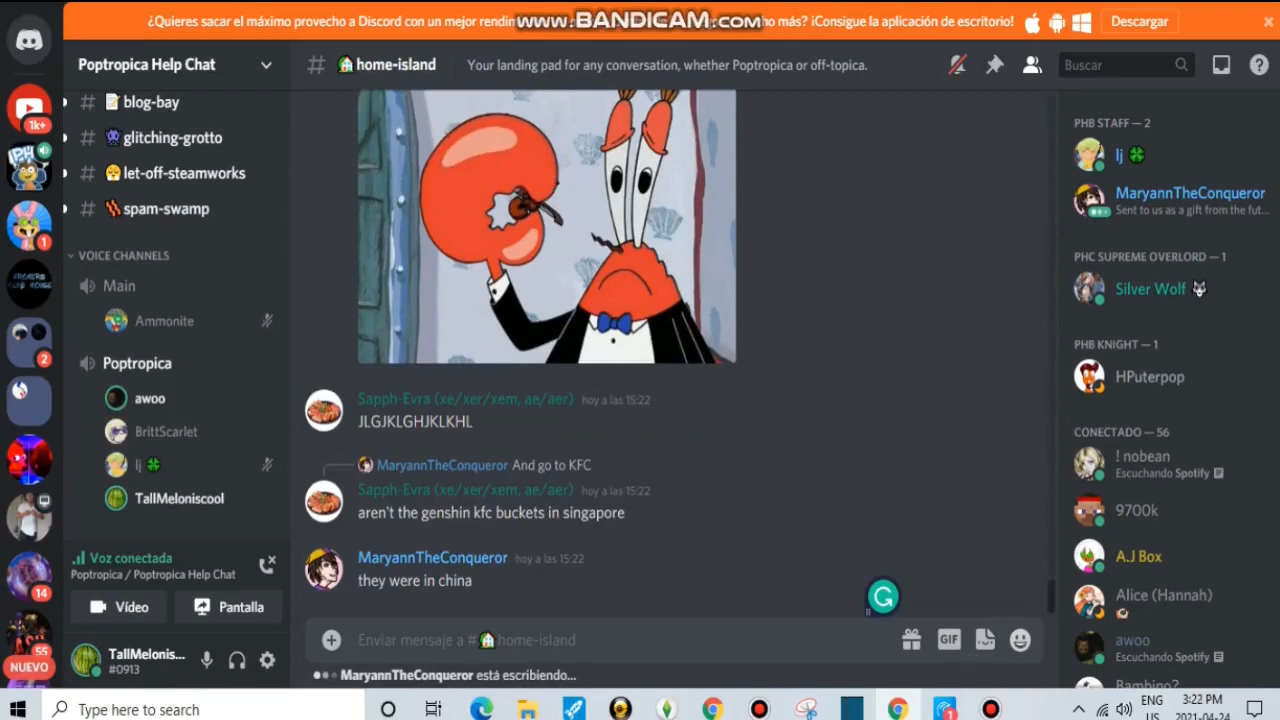 ¿Quieres sacar el máximo provecho a Discord con un mejor rendim
www.BANDICAM.com
ho más? ¡Consigue la aplicación de escritorio!
Descargar
Poptropica Help Chat
home-island
Your landing pad for any conversation, whether Poptropica or off-topica.
Buscar
1k+
blog-bay
glitching-grotto
let-off-steamworks
spam-swamp
VOICE CHANNELS
Main
Ammonite
Poptropica
awoo
BrittScarlet
lj
TallMeloniscool
Voz conectada
Poptropica / Poptropica Help Chat
Vídeo
Pantalla
TallMelonis...
#0913
1
2
14
55
NUEVO
Sapph-Evra (xe/xer/xem, ae/aer) hoy a las 15:22
JLGJKLGHJKLKHL
MaryannTheConqueror And go to KFC
Sapph-Evra (xe/xer/xem, ae/aer) hoy a las 15:22
aren't the genshin kfc buckets in singapore
MaryannTheConqueror hoy a las 15:22
they were in china
Enviar mensaje a # home-island
GIF
MaryannTheConqueror está escribiendo...
PHB STAFF — 2
lj
MaryannTheConqueror
Sent to us as a gift from the fut...
PHC SUPREME OVERLORD — 1
Silver Wolf
PHB KNIGHT — 1
HPuterpop
CONECTADO — 56
! nobean
Escuchando Spotify
9700k
A.J Box
Alice (Hannah)
awoo
Escuchando Spotify
Bambino?
Type here to search
1
3:22 PM
2021-04-24